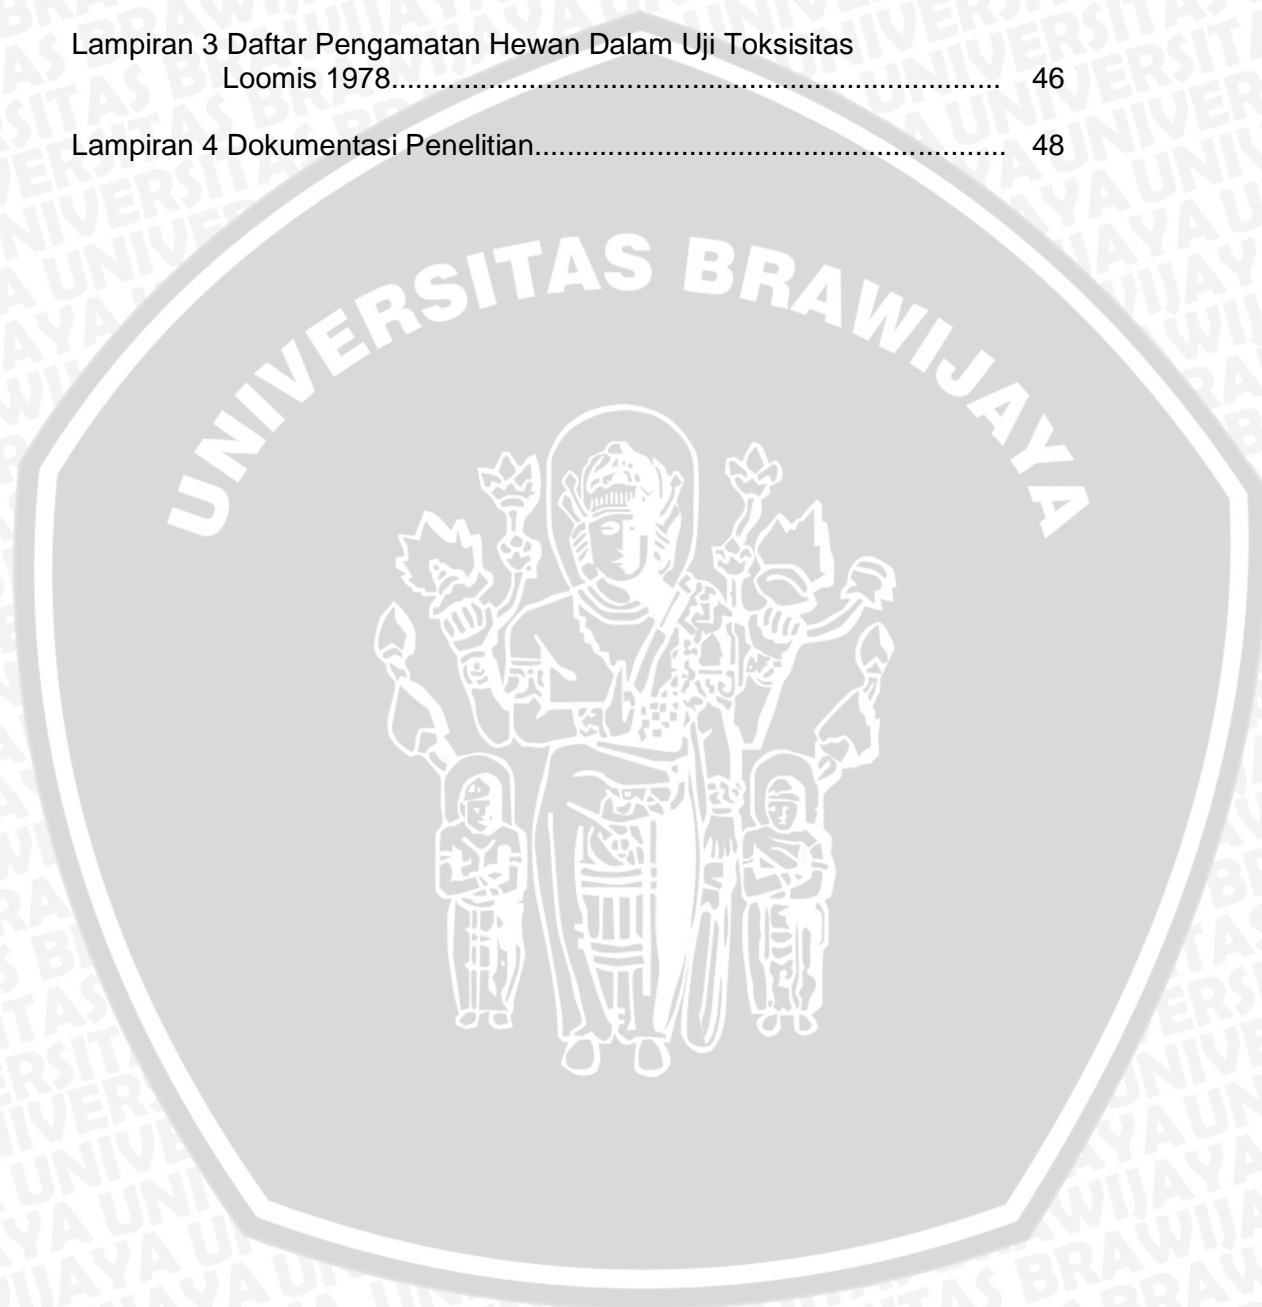 Lampiran 3 Daftar Pengamatan Hewan Dalam Uji Toksisitas
Loomis 1978........................................................................... 46
Lampiran 4 Dokumentasi Penelitian.......................................................... 48
UNIVERSITAS BRAWIJAYA